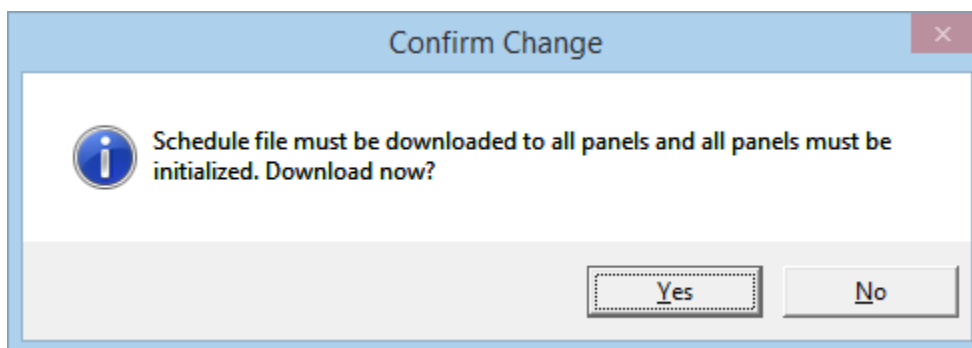 Confirm Change
Schedule file must be downloaded to all panels and all panels must be
initialized. Download now?
Yes
No